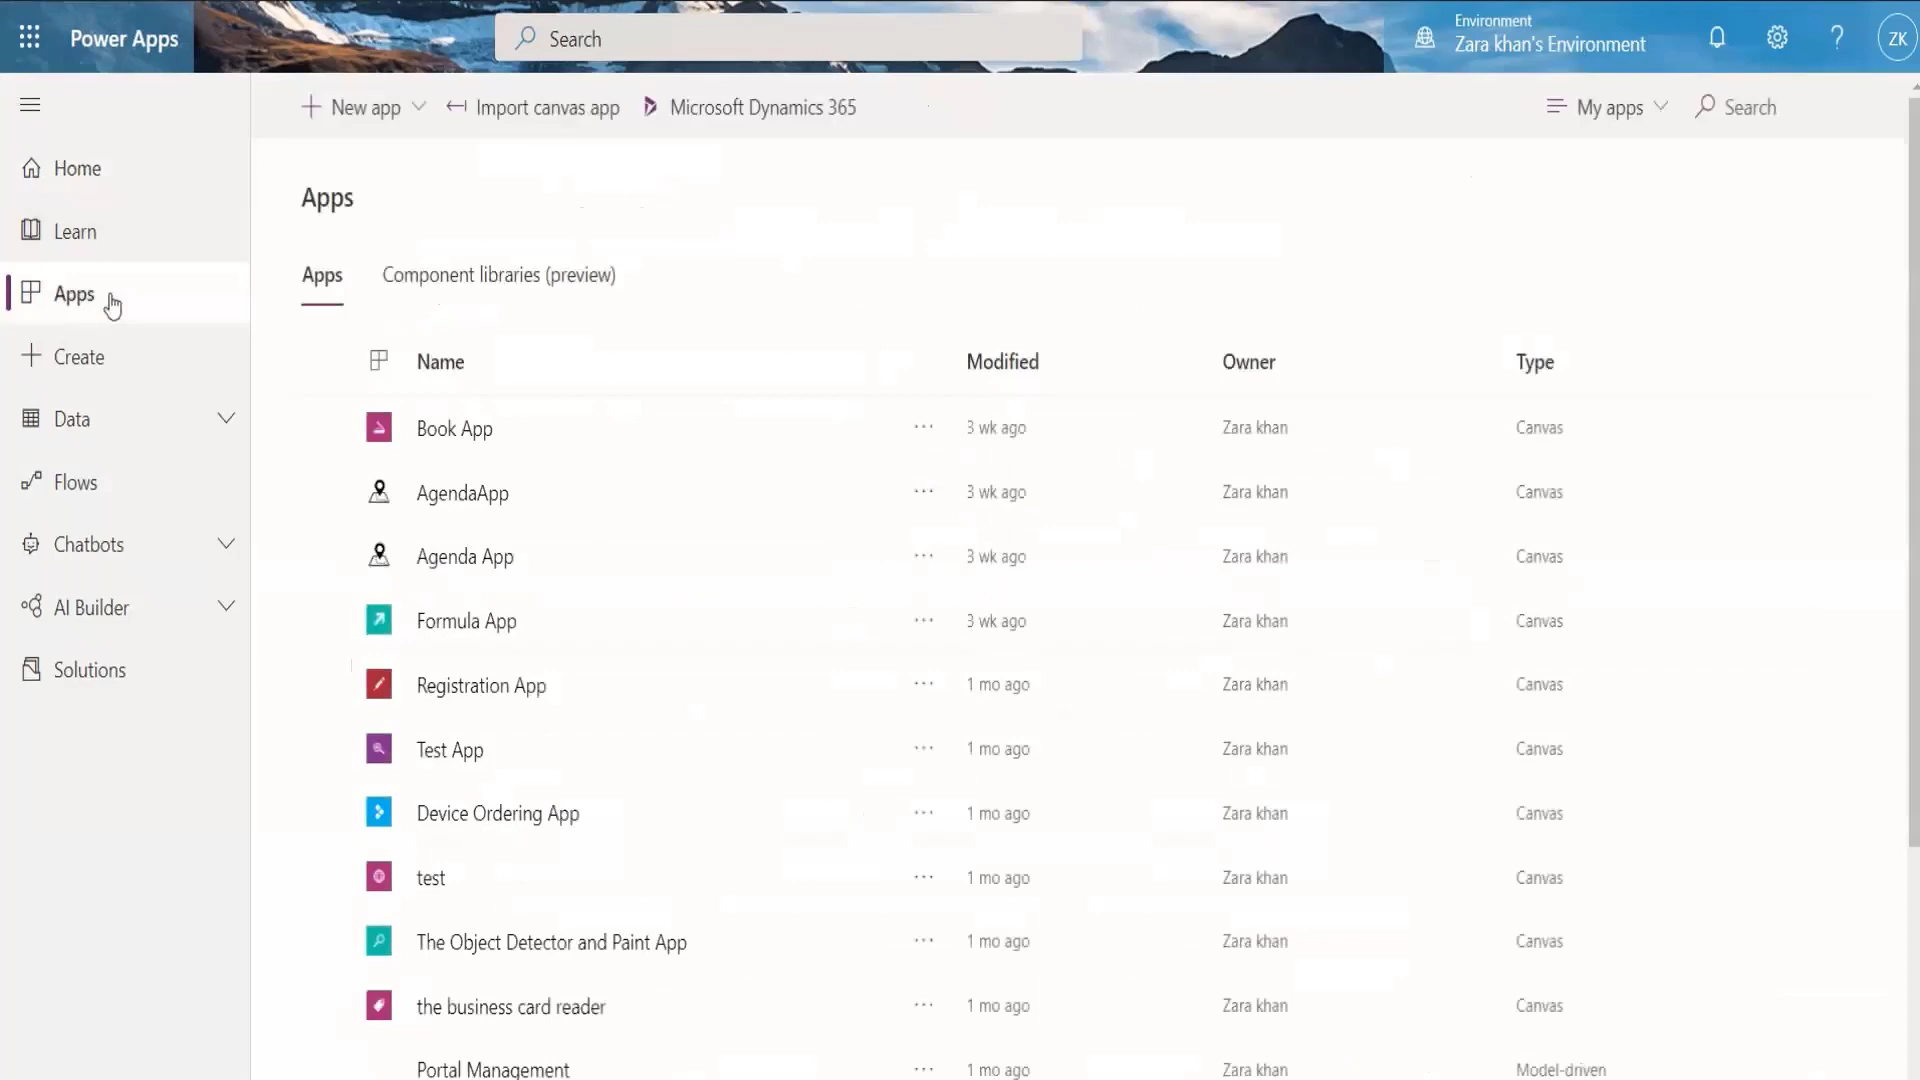 Power Apps
Search
Environment
Zara khan's Environment
ZK
New app
Import canvas app
Microsoft Dynamics 365
My apps
Search
Home
Learn
Apps
Create
Data
Flows
Chatbots
AI Builder
Solutions
Apps
Apps Component libraries (preview)
Name Modified Owner Type
Book App ··· 3 wk ago Zara khan Canvas
AgendaApp ··· 3 wk ago Zara khan Canvas
Agenda App ··· 3 wk ago Zara khan Canvas
Formula App ··· 3 wk ago Zara khan Canvas
Registration App ··· 1 mo ago Zara khan Canvas
Test App ··· 1 mo ago Zara khan Canvas
Device Ordering App ··· 1 mo ago Zara khan Canvas
test ··· 1 mo ago Zara khan Canvas
The Object Detector and Paint App ··· 1 mo ago Zara khan Canvas
the business card reader ··· 1 mo ago Zara khan Canvas
Portal Management ··· 1 mo ago Zara khan Model-driven